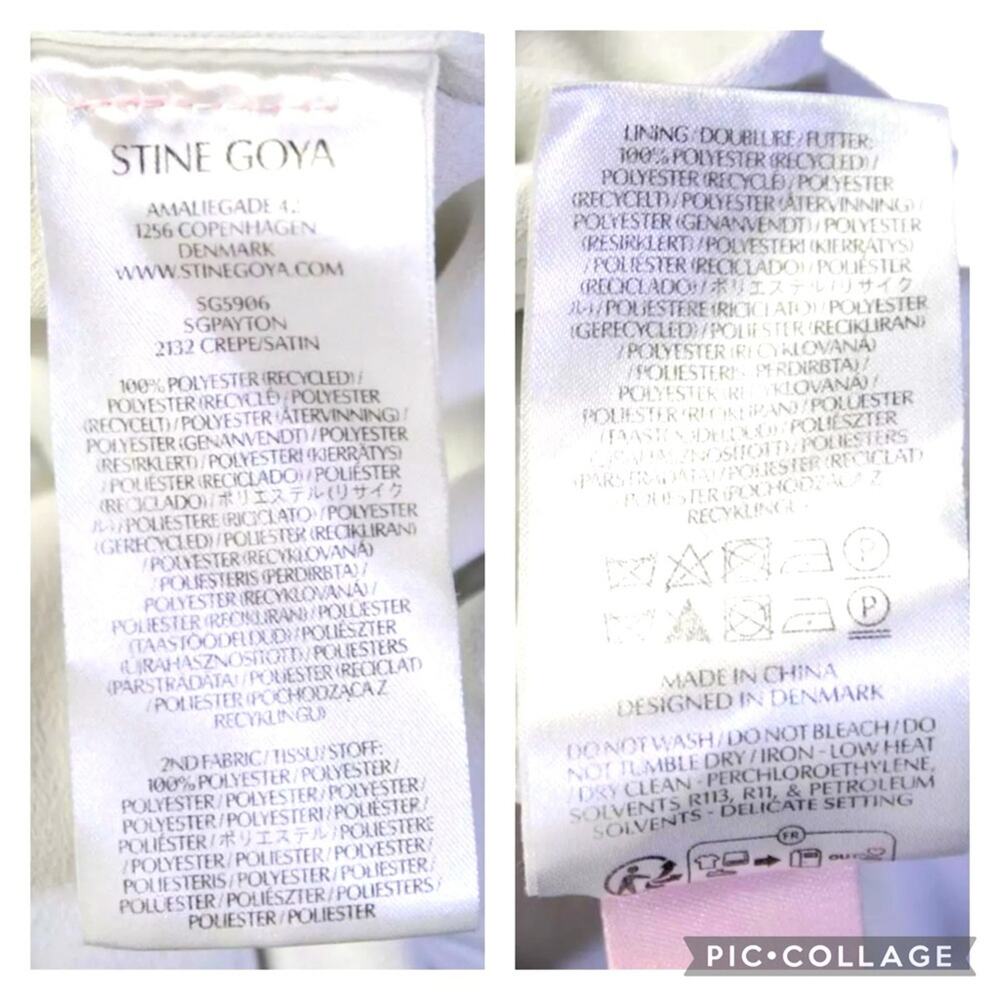 STINE GOYA
AMALIEGADE
1256 COPENHAGEN
DENMARK
WWW.STINEGOYA.COM
SG5906
SGPAYTON
2132 CREPE/SATIN
100% POLYESTER (RECYCLED) /
POLYESTER (RECYCLÉ) / POLYESTER
(RECYCELT) / POLYESTER (ÅTERVINNING) /
POLYESTER (GENANVENDT) / POLYESTER
(RESIRKLERT) / POLYESTERI (KIERRÄTYS)
/ POLIÉSTER (RECICLADO) / POLIÉSTER
(RECICLADO) / ポリエステル (リサイク
ル) / POLIESTERE (RICICLATO) / POLYESTER
(GERECYCLED) / POLIESTER (RECIKLIRAN)
/ POLYESTER (RECYKLOVANÁ)
/ POLIESTERIS (PERDIRBTA) /
POLYESTER (RECYKLOVANÁ) /
POLIESTER (RECIKLIRAN) / POLÜESTER
(TAASTÖÖDELDUD) / POLIÉSZTER
(ÚJRAHASZNOSÍTOTT) / POLIESTERS
(PĀRSTRĀDĀTA) / POLIESTER (RECICLAT)
/ POLIESTER (POCHODZĄCA Z
RECYKLINGU)
2ND FABRIC / TISSU / STOFF:
100% POLYESTER / POLYESTER /
POLYESTER / POLYESTER / POLYESTER /
POLYESTER / POLYESTERI / POLIÉSTER /
POLIÉSTER / ポリエステル / POLIESTERE
/ POLYESTER / POLIESTER / POLYESTER /
POLIESTERIS / POLYESTER / POLIESTER /
POLÜESTER / POLIÉSZTER / POLIESTERS /
POLIESTER / POLIESTER
LINING / DOUBLURE / FUTTER:
100% POLYESTER (RECYCLED) /
POLYESTER (RECYCLÉ) / POLYESTER
(RECYCELT) / POLYESTER (ÅTERVINNING) /
POLYESTER (GENANVENDT) / POLYESTER
(RESIRKLERT) / POLYESTERI (KIERRÄTYS)
/ POLIÉSTER (RECICLADO) / POLIÉSTER
(RECICLADO) / ポリエステル (リサイク
ル) / POLIESTERE (RICICLATO) / POLYESTER
(GERECYCLED) / POLIESTER (RECIKLIRAN)
/ POLYESTER (RECYKLOVANÁ)
/ POLIESTERIS (PERDIRBTA) /
POLYESTER (RECYKLOVANÁ) /
POLIESTER (RECIKLIRAN) / POLÜESTER
(TAASTÖÖDELDUD) / POLIÉSZTER
(ÚJRAHASZNOSÍTOTT) / POLIESTERS
(PĀRSTRĀDĀTA) / POLIESTER (RECICLAT)
/ POLIESTER (POCHODZĄCA Z
RECYKLINGU)
P
P
MADE IN CHINA
DESIGNED IN DENMARK
DO NOT WASH / DO NOT BLEACH / DO
NOT TUMBLE DRY / IRON - LOW HEAT
/ DRY CLEAN - PERCHLOROETHYLENE,
SOLVENTS R113, R11, & PETROLEUM
SOLVENTS - DELICATE SETTING
FR
PIC•COLLAGE